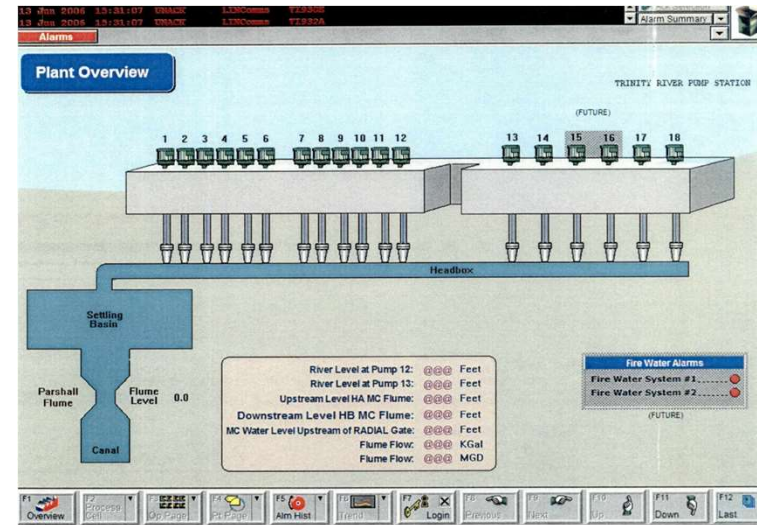 13 Jun 2006 15:31:07 UNACK LINComms TI930E
13 Jun 2006 15:31:07 UNACK LINComms TI932A
Alarm Summary
Alarms
Plant Overview
TRINITY RIVER PUMP STATION
(FUTURE)
1 2 3 4 5 6 7 8 9 10 11 12 13 14 15 16 17 18
Headbox
Settling
Basin
Parshall
Flume
Flume
Level 0.0
Canal
River Level at Pump 12: @@@ Feet
River Level at Pump 13: @@@ Feet
Upstream Level HA MC Flume: @@@ Feet
Downstream Level HB MC Flume: @@@ Feet
MC Water Level Upstream of RADIAL Gate: @@@ Feet
Flume Flow: @@@ KGal
Flume Flow: @@@ MGD
Fire Water Alarms
Fire Water System #1......
Fire Water System #2......
(FUTURE)
F1 Overview
F2 Process Cell
F3 Op Page
F4 Pt Page
F5 Alm Hist
F6 Trend
F7 Login
F8 Previous
F9 Next
F10 Up
F11 Down
F12 Last